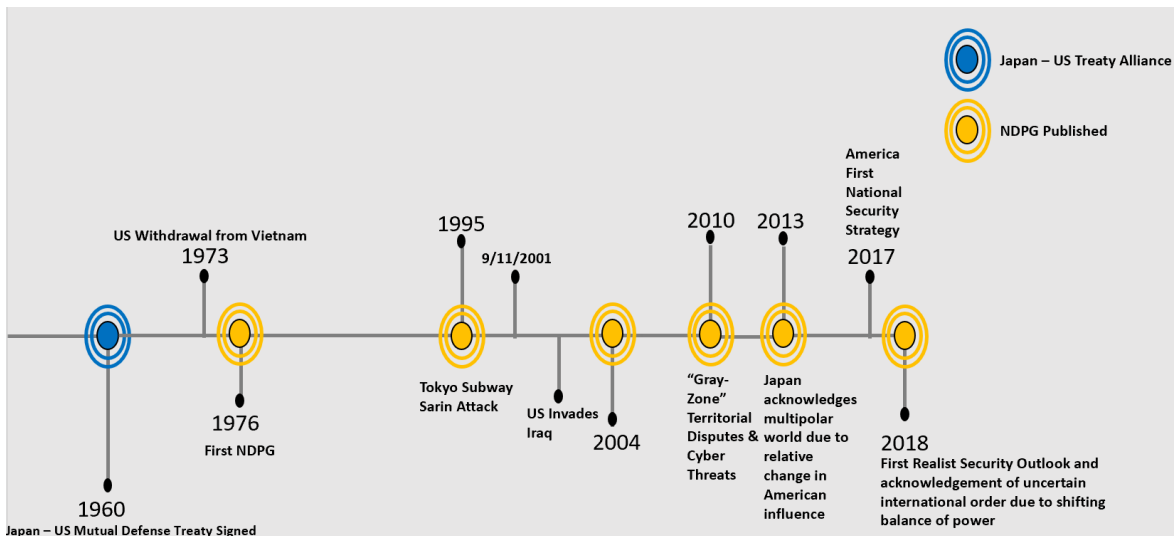 Japan – US Treaty Alliance
NDPG Published
America
First
National
Security
Strategy
2017
US Withdrawal from Vietnam
1973
1995
9/11/2001
2010
2013
Tokyo Subway
Sarin Attack
US Invades
Iraq
2004
"Gray-
Zone"
Territorial
Disputes &
Cyber
Threats
Japan
acknowledges
multipolar
world due to
relative
change in
American
influence
1976
First NDPG
2018
First Realist Security Outlook and
acknowledgement of uncertain
international order due to shifting
balance of power
1960
Japan – US Mutual Defense Treaty Signed